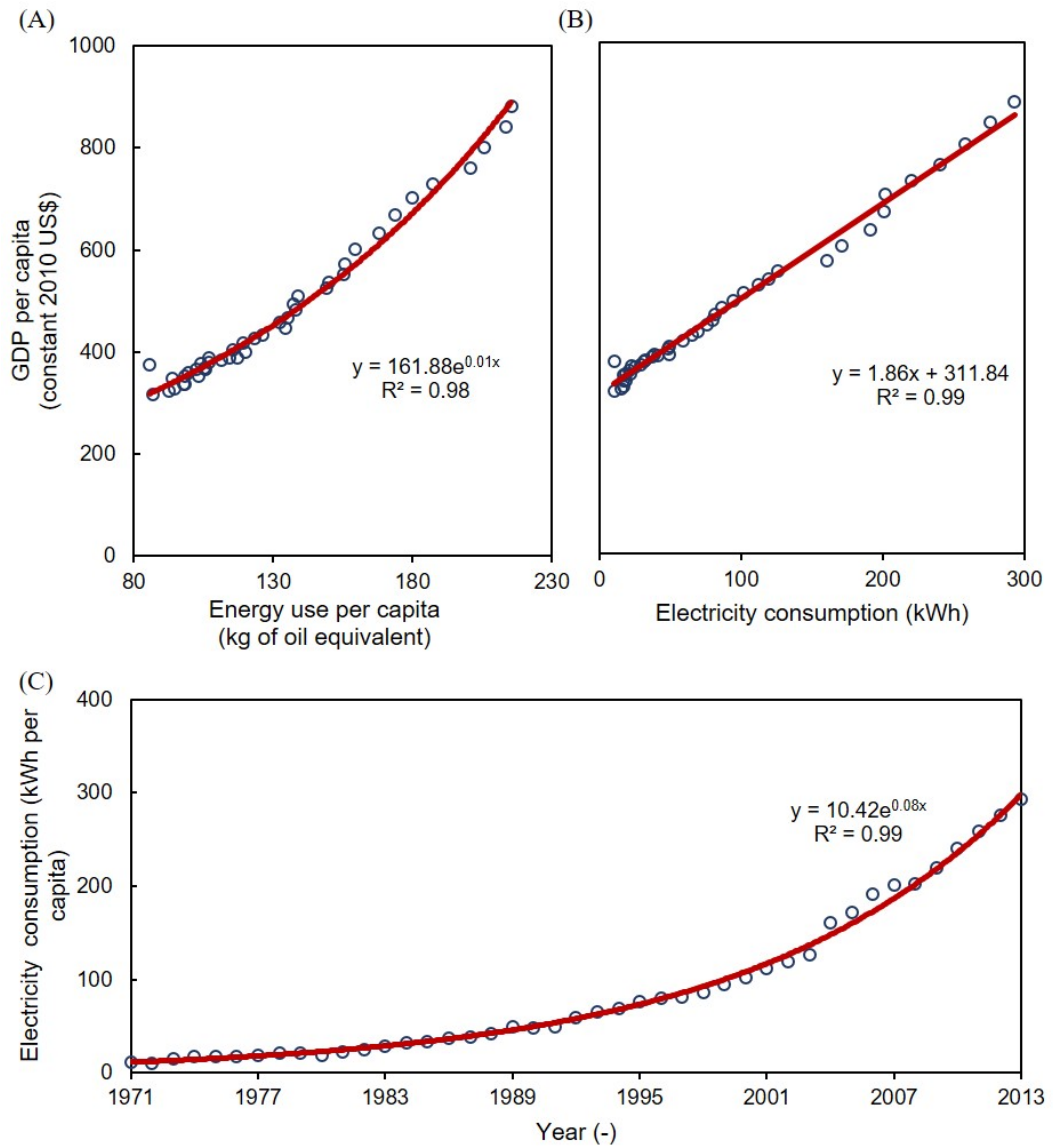 (A)
1000
800
600
400
200
0
GDP per capita
(constant 2010 US$)
y = 161.88e^0.01x
R² = 0.98
80 130 180 230
Energy use per capita
(kg of oil equivalent)
(B)
y = 1.86x + 311.84
R² = 0.99
0 100 200 300
Electricity consumption (kWh)
(C)
400
300
200
100
0
Electricity consumption (kWh per
capita)
y = 10.42e^0.08x
R² = 0.99
1971 1977 1983 1989 1995 2001 2007 2013
Year (-)